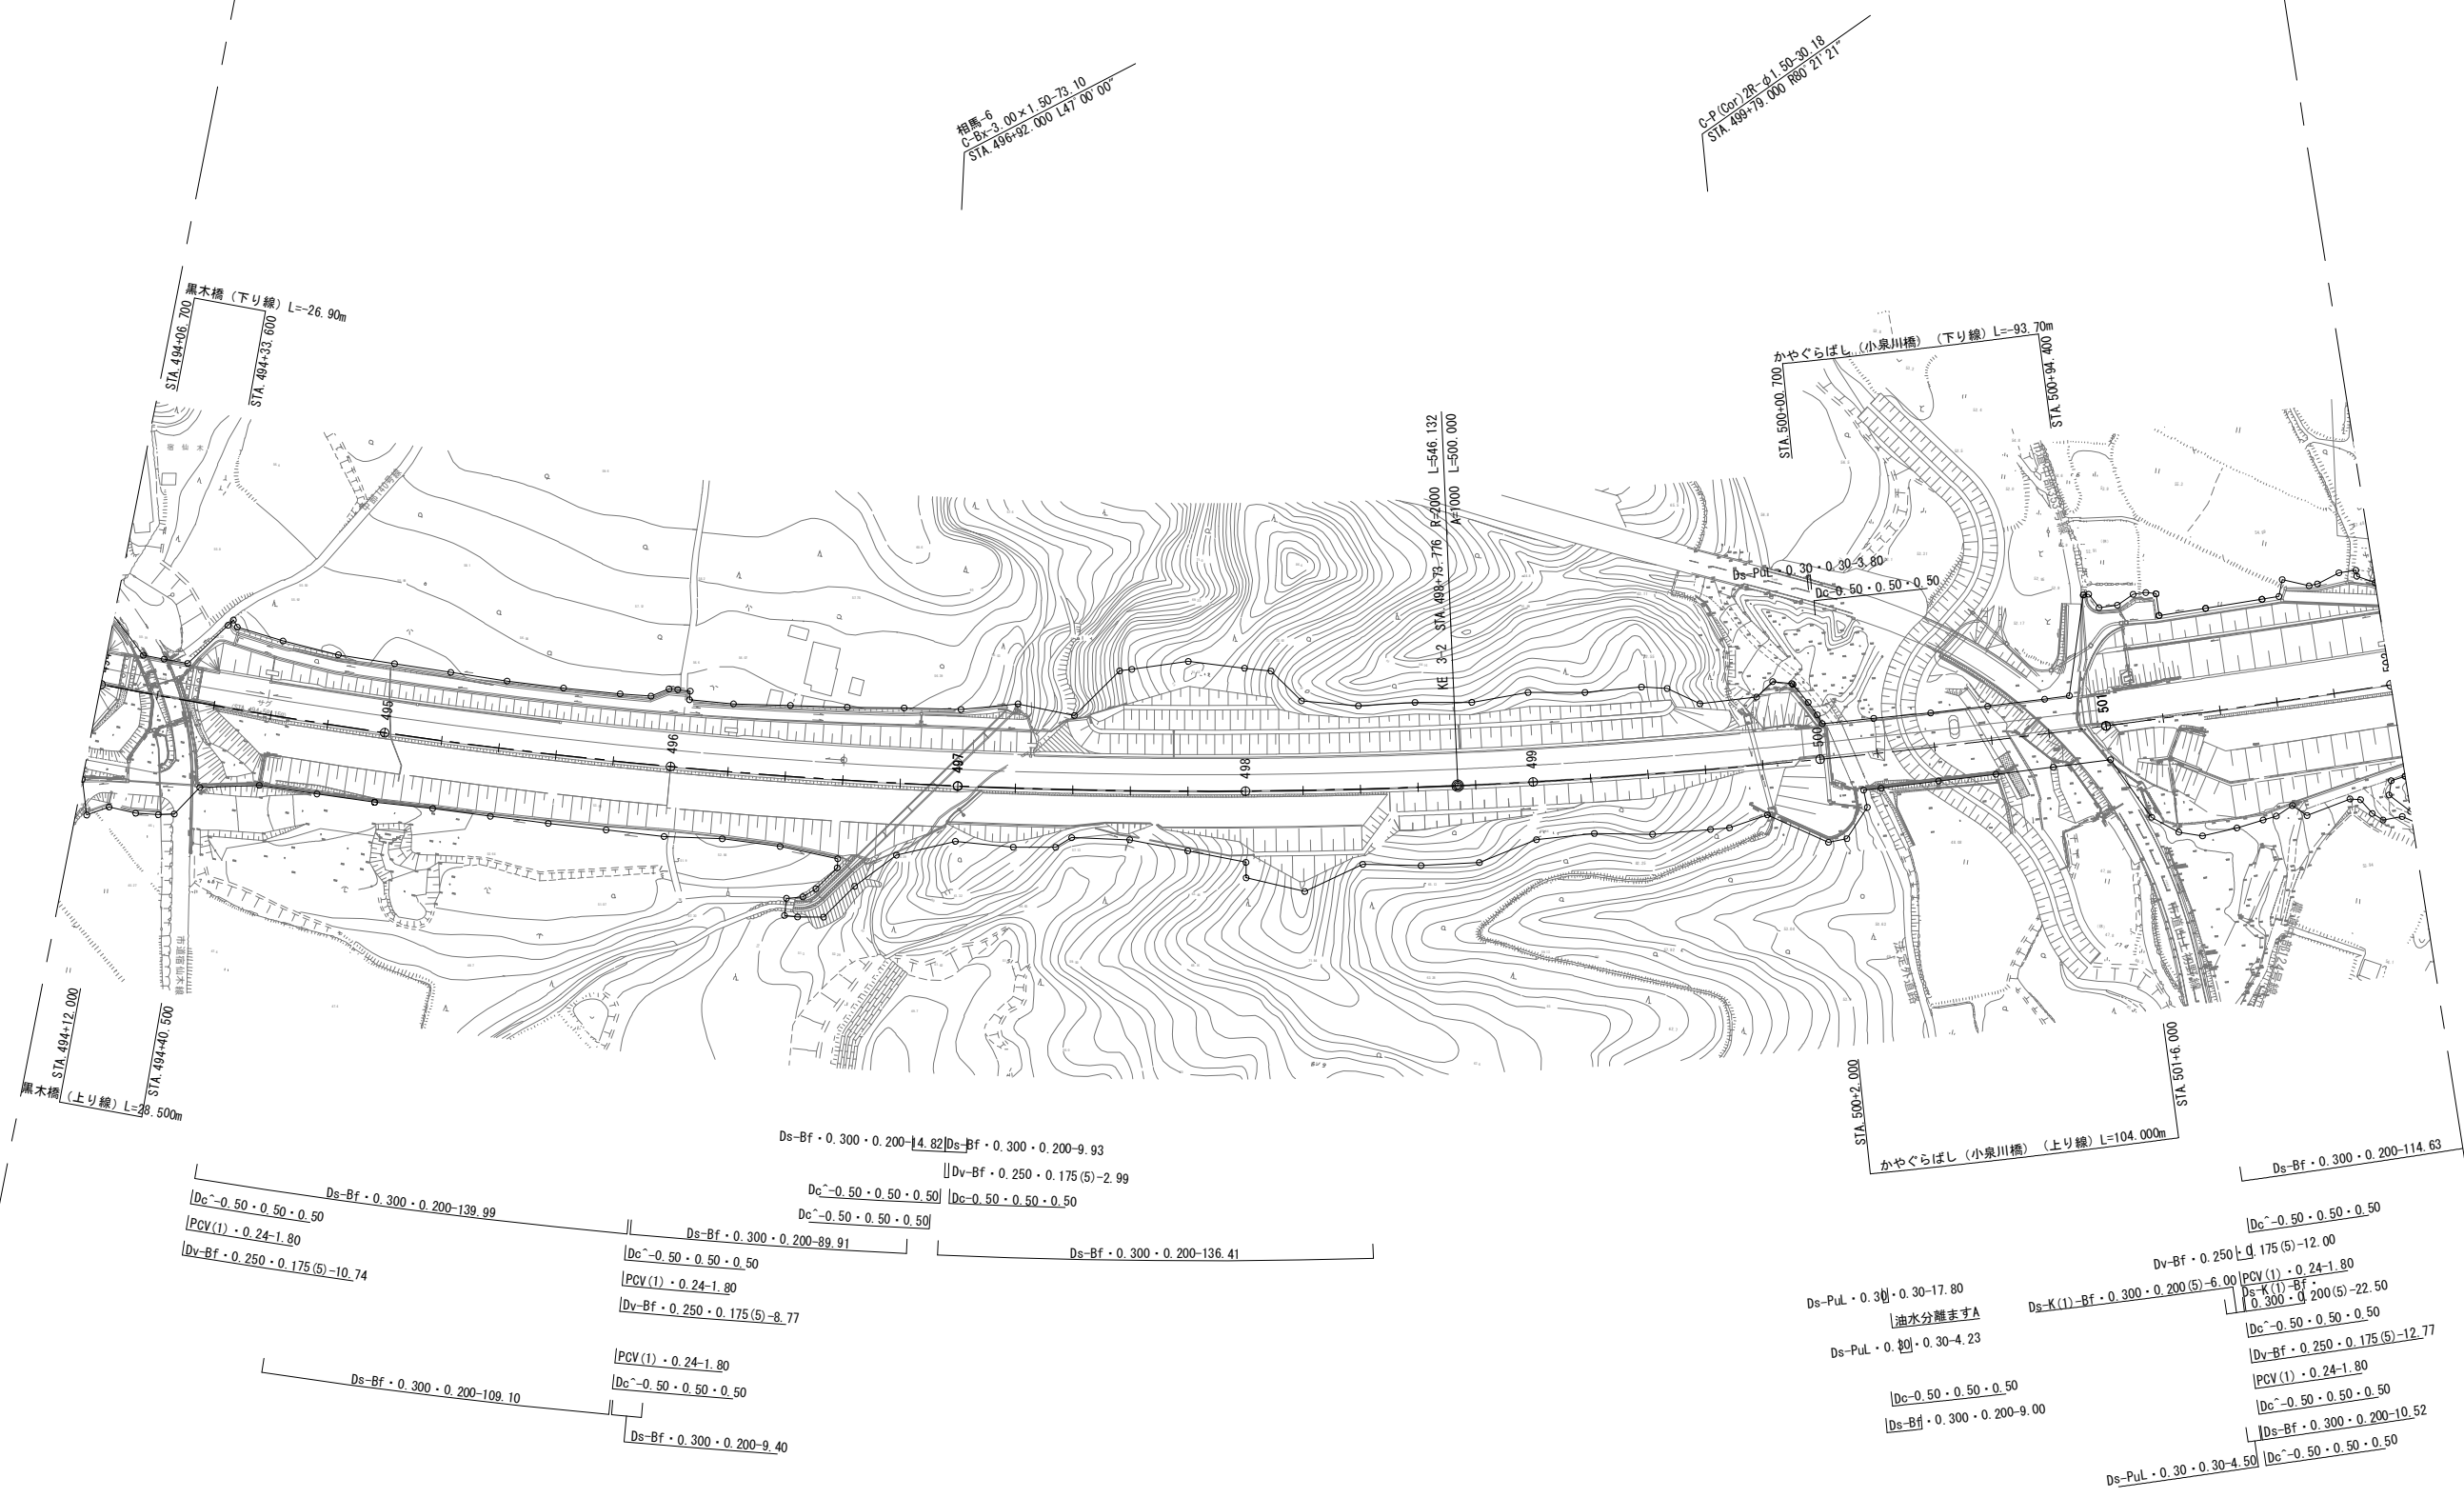 相馬-6
C-Bx-3.00×1.50-73.10
STA.496+92.000 L47°00'00"
C-P(Cor)2R-φ1.50-30.18
STA.499+79.000 R80°21'21"
黒木橋（下り線）L=-26.90m
STA.494+06.700
STA.494+33.600
かやぐらばし（小泉川橋）（下り線）L=-93.70m
STA.500+00.700
STA.500+94.400
KE 3-2 STA.498+73.776 R=2000 L=546.132
A=1000 L=500.000
Ds-PuL・0.30・0.30-3.80
Dc-0.50・0.50・0.50
宿仙木
サグ
495
496
497
498
499
500
501
市道宿仙木線
STA.494+12.000
STA.494+40.500
黒木橋（上り線）L=28.500m
STA.500+2.000
STA.501+6.000
かやぐらばし（小泉川橋）（上り線）L=104.000m
Ds-Bf・0.300・0.200-14.82
Ds-Bf・0.300・0.200-9.93
Dv-Bf・0.250・0.175(5)-2.99
Dc^-0.50・0.50・0.50
Dc-0.50・0.50・0.50
Dc^-0.50・0.50・0.50
Ds-Bf・0.300・0.200-139.99
Dc^-0.50・0.50・0.50
PCV(1)・0.24-1.80
Dv-Bf・0.250・0.175(5)-10.74
Ds-Bf・0.300・0.200-89.91
Dc^-0.50・0.50・0.50
PCV(1)・0.24-1.80
Dv-Bf・0.250・0.175(5)-8.77
Ds-Bf・0.300・0.200-136.41
PCV(1)・0.24-1.80
Dc^-0.50・0.50・0.50
Ds-Bf・0.300・0.200-109.10
Ds-Bf・0.300・0.200-9.40
Ds-PuL・0.30・0.30-17.80
油水分離ますA
Ds-PuL・0.30・0.30-4.23
Dc-0.50・0.50・0.50
Ds-Bf・0.300・0.200-9.00
Ds-Bf・0.300・0.200-114.63
Dc^-0.50・0.50・0.50
Dv-Bf・0.250・0.175(5)-12.00
PCV(1)・0.24-1.80
Ds-K(1)-Bf・0.300・0.200(5)-6.00
Ds-K(1)-Bf・
0.300・0.200(5)-22.50
Dc^-0.50・0.50・0.50
Dv-Bf・0.250・0.175(5)-12.77
PCV(1)・0.24-1.80
Dc^-0.50・0.50・0.50
Ds-Bf・0.300・0.200-10.52
Dc^-0.50・0.50・0.50
Ds-PuL・0.30・0.30-4.50